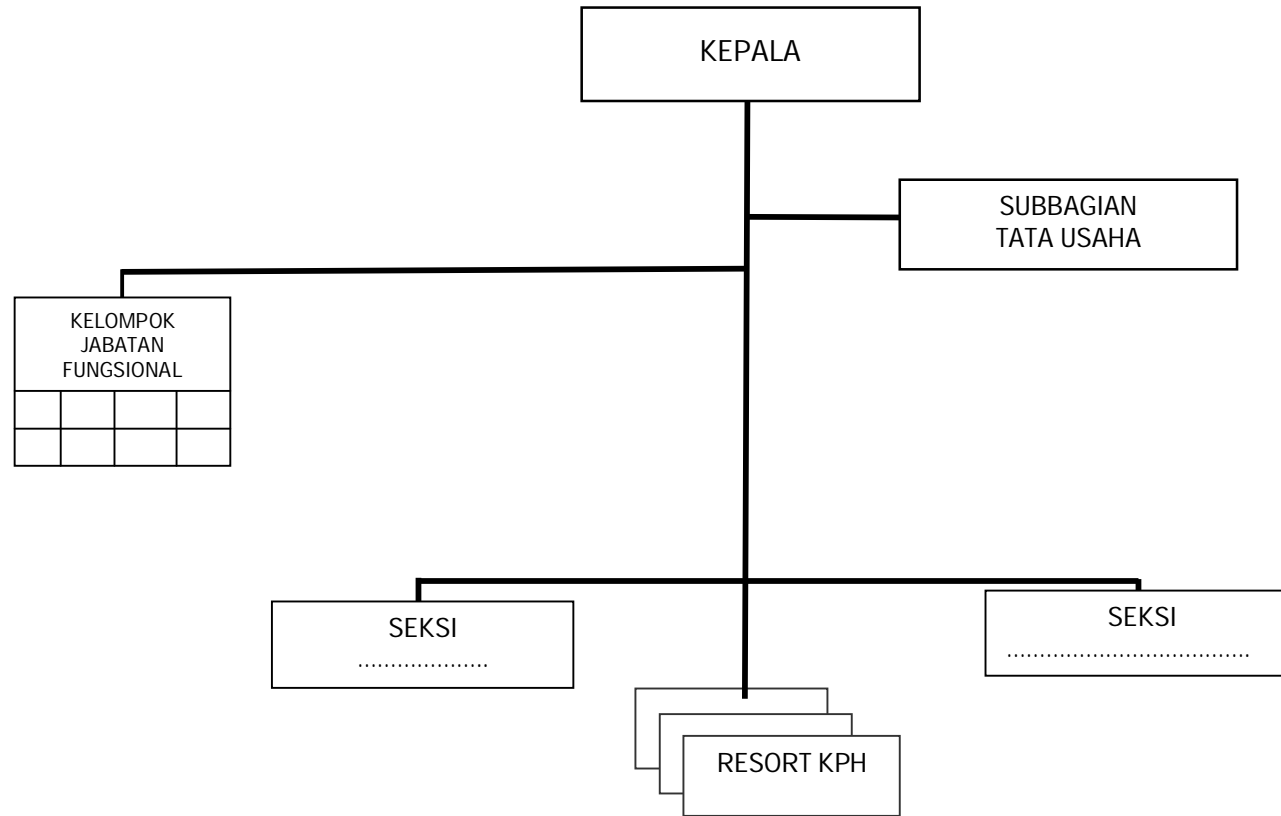 KEPALA
SUBBAGIAN
TATA USAHA
KELOMPOK
JABATAN
FUNGSIONAL
SEKSI
....................
SEKSI
.....................................
RESORT KPH